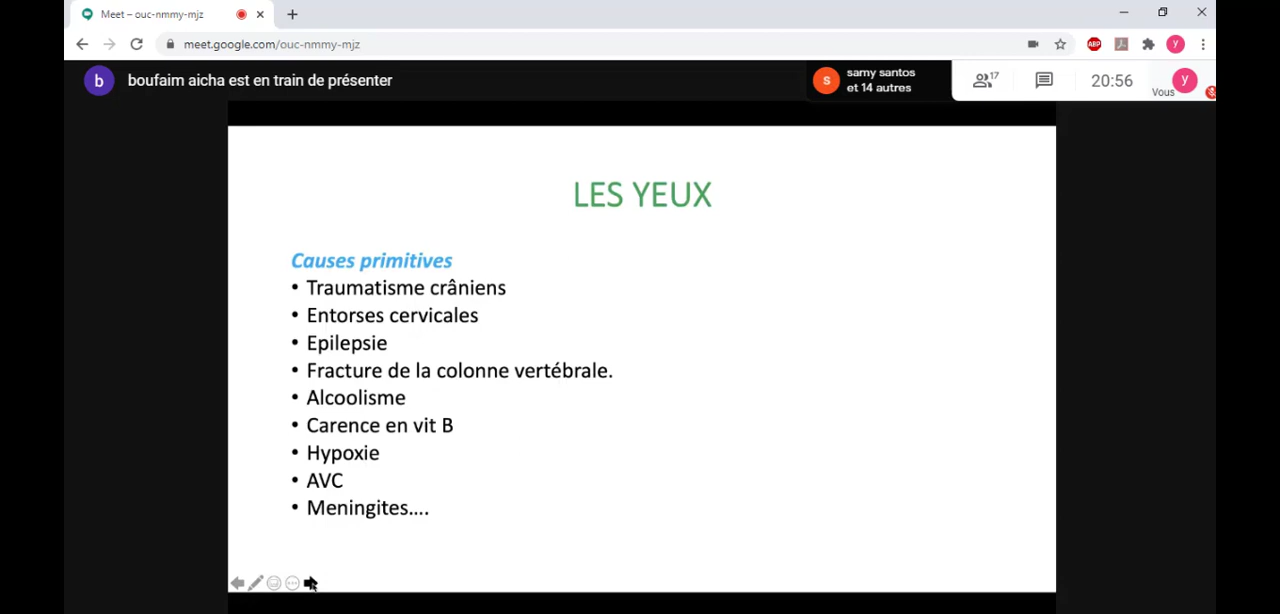 Meet – ouc-nmmy-mjz
meet.google.com/ouc-nmmy-mjz
ABP
y
b
boufaim aicha est en train de présenter
s
samy santos
et 14 autres
17
20:56
Vous
y
LES YEUX
Causes primitives
• Traumatisme crâniens
• Entorses cervicales
• Epilepsie
• Fracture de la colonne vertébrale.
• Alcoolisme
• Carence en vit B
• Hypoxie
• AVC
• Meningites....